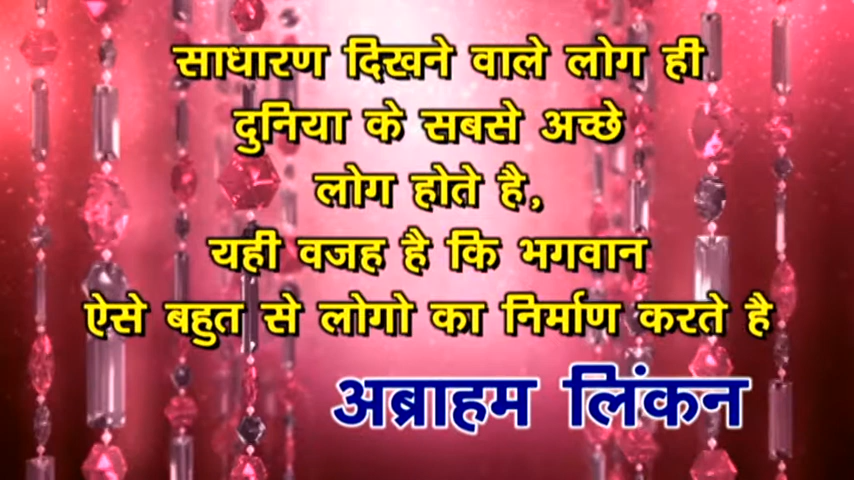 साधारण दिखने वाले लोग ही
दुनिया के सबसे अच्छे
लोग होते है,
यही वजह है कि भगवान
ऐसे बहुत से लोगो का निर्माण करते है
अब्राहम लिंकन